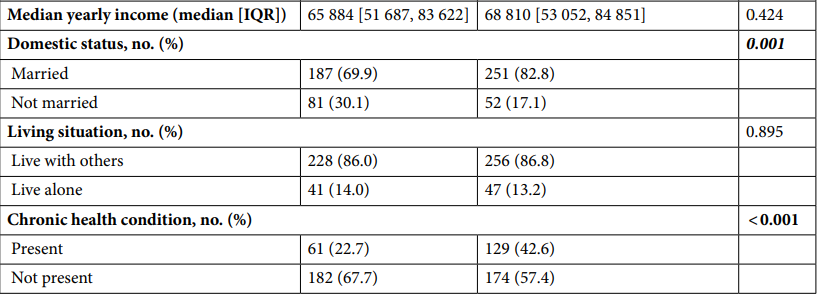 Median yearly income (median [IQR]) 65 884 [51 687, 83 622] 68 810 [53 052, 84 851] 0.424
Domestic status, no. (%) 0.001
Married 187 (69.9) 251 (82.8)
Not married 81 (30.1) 52 (17.1)
Living situation, no. (%) 0.895
Live with others 228 (86.0) 256 (86.8)
Live alone 41 (14.0) 47 (13.2)
Chronic health condition, no. (%) <0.001
Present 61 (22.7) 129 (42.6)
Not present 182 (67.7) 174 (57.4)